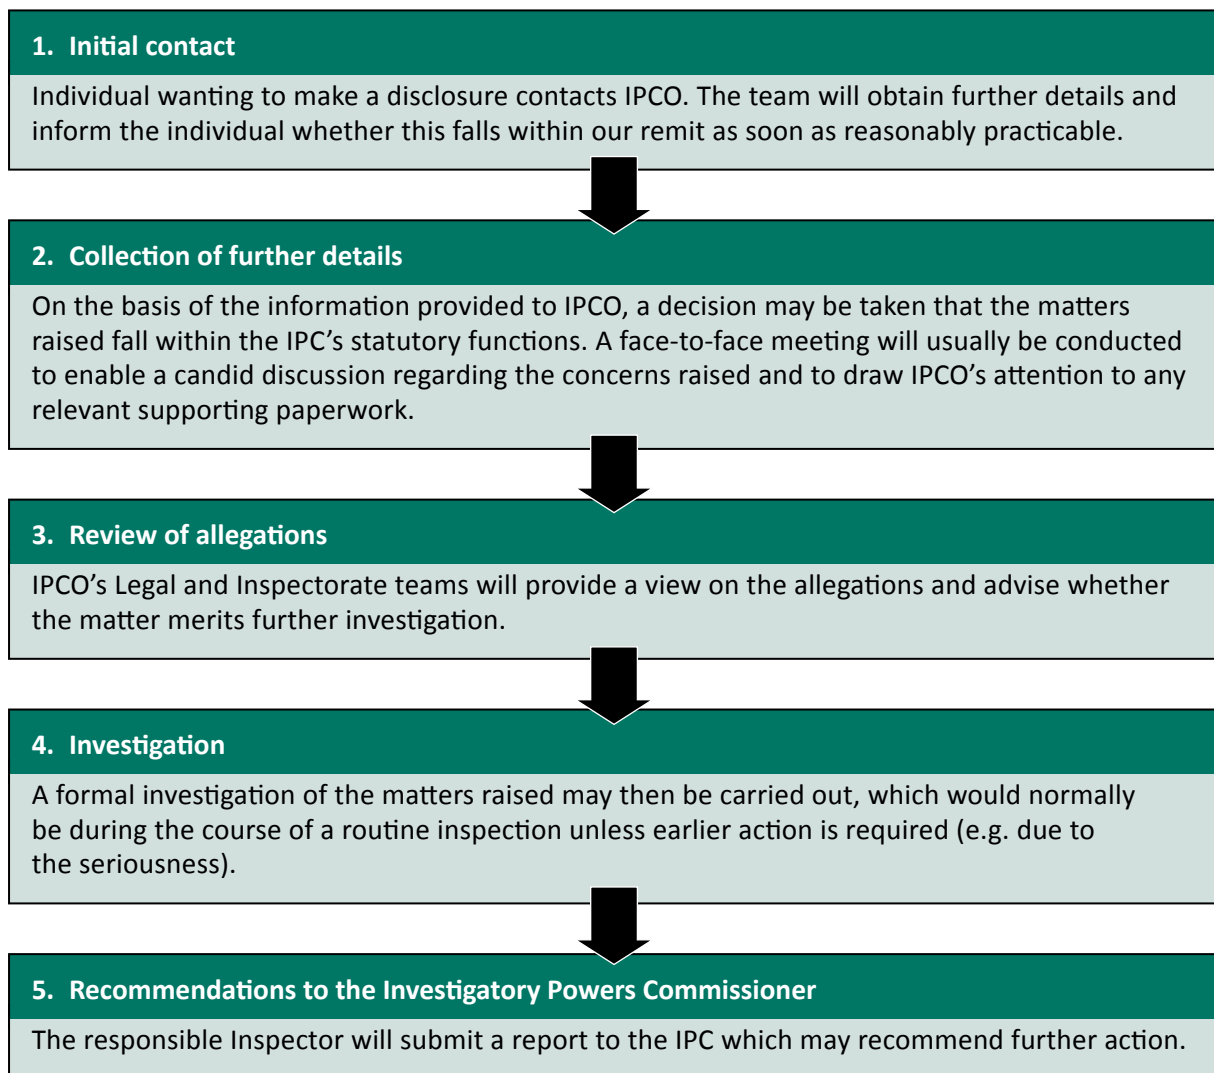 1. Initial contact
Individual wanting to make a disclosure contacts IPCO. The team will obtain further details and
inform the individual whether this falls within our remit as soon as reasonably practicable.
2. Collection of further details
On the basis of the information provided to IPCO, a decision may be taken that the matters
raised fall within the IPC’s statutory functions. A face-to-face meeting will usually be conducted
to enable a candid discussion regarding the concerns raised and to draw IPCO’s attention to any
relevant supporting paperwork.
3. Review of allegations
IPCO’s Legal and Inspectorate teams will provide a view on the allegations and advise whether
the matter merits further investigation.
4. Investigation
A formal investigation of the matters raised may then be carried out, which would normally
be during the course of a routine inspection unless earlier action is required (e.g. due to
the seriousness).
5. Recommendations to the Investigatory Powers Commissioner
The responsible Inspector will submit a report to the IPC which may recommend further action.